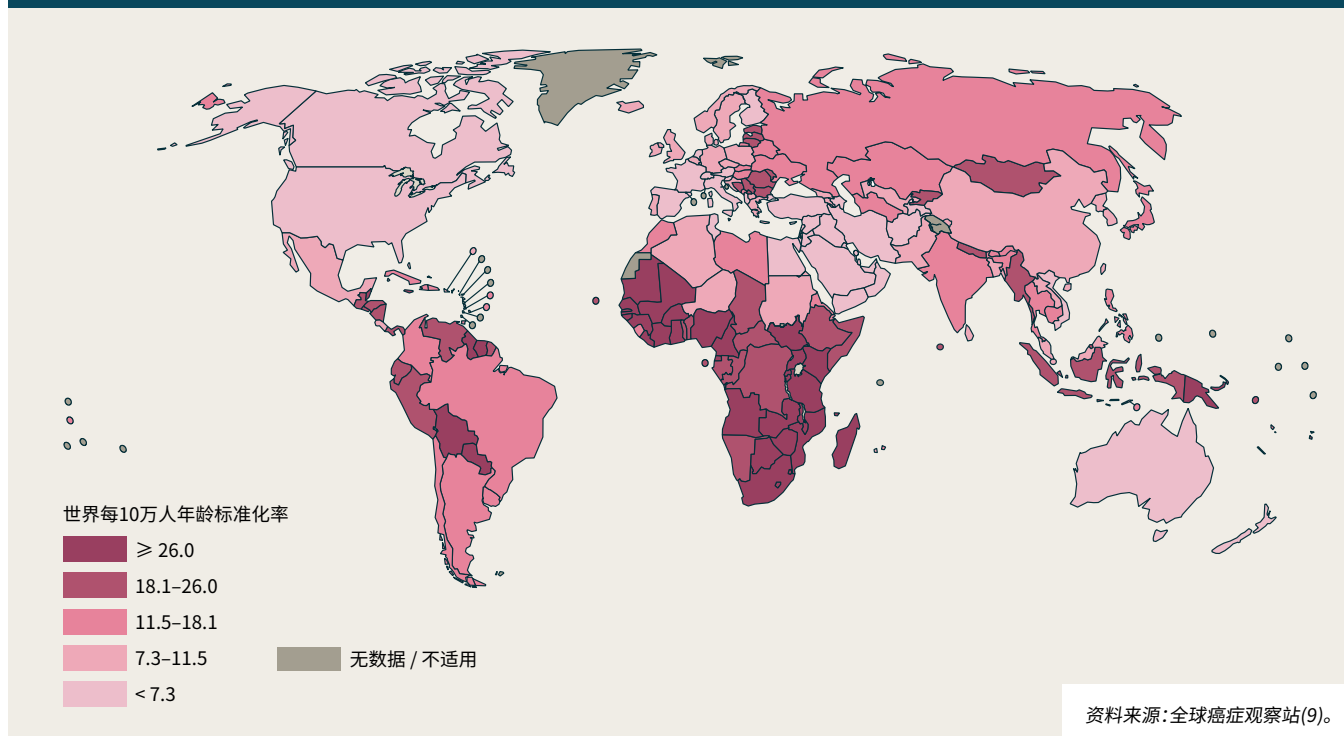 世界每10万人年龄标准化率
≥ 26.0
18.1–26.0
11.5–18.1
7.3–11.5
无数据 / 不适用
< 7.3
资料来源：全球癌症观察站(9)。